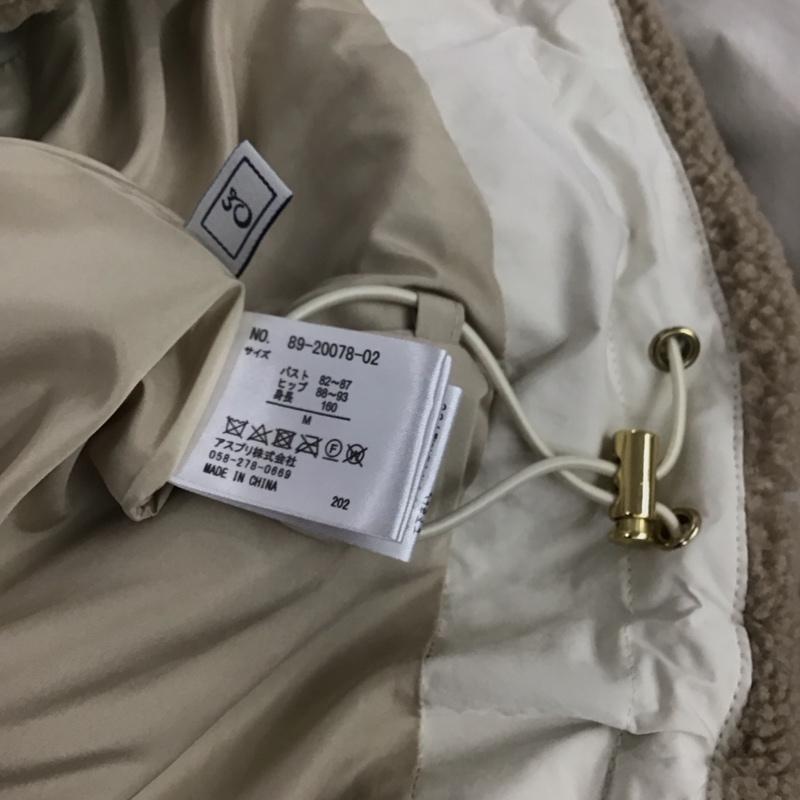 NO. 89-20078-02
サイズ
バスト 82~87
ヒップ 88~93
身長 160
M
F W
アスプリ株式会社
058-278-0669
MADE IN CHINA
202